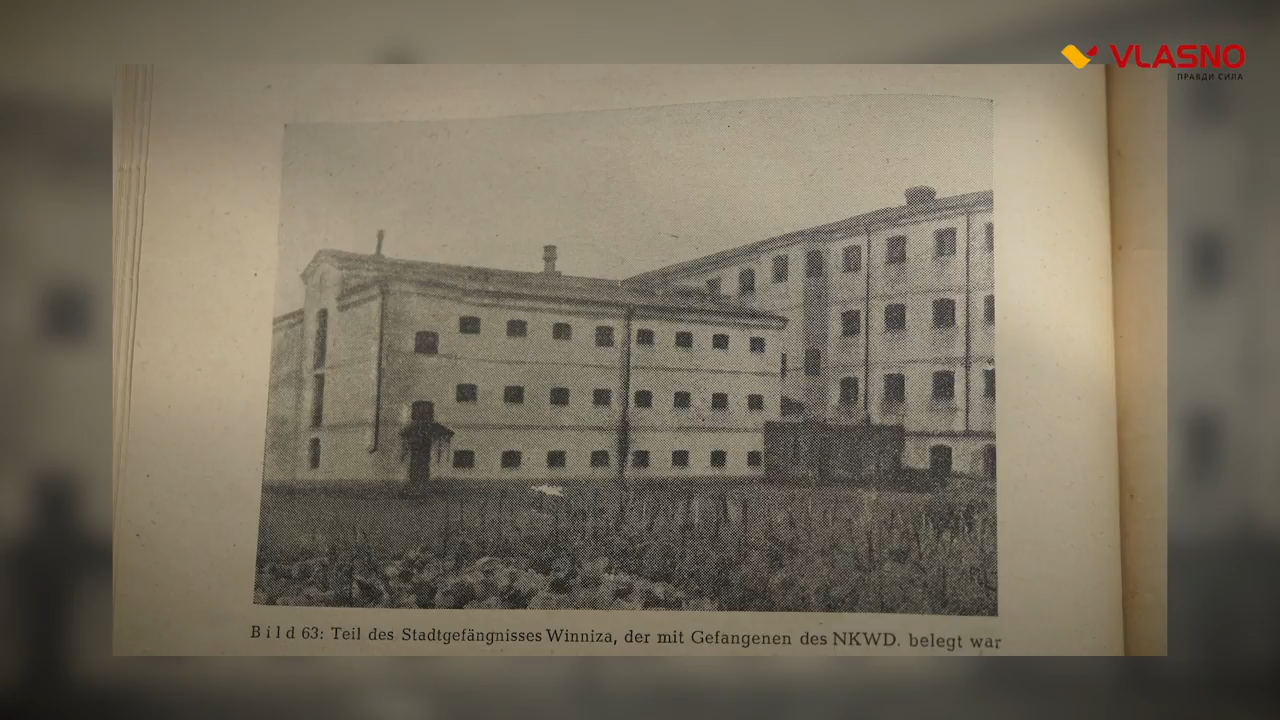 VLASNO
ПРАВДИ СИЛА
Bild 63: Teil des Stadtgefängnisses Winniza, der mit Gefangenen des NKWD. belegt war